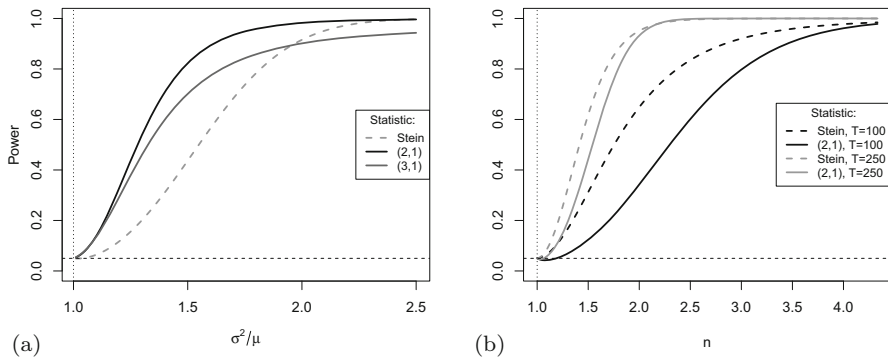 Power
1.0
0.8
0.6
0.4
0.2
0.0
Statistic:
Stein
(2,1)
(3,1)
1.0 1.5 2.0 2.5
σ²/μ
(a)
1.0
0.8
0.6
0.4
0.2
0.0
Statistic:
Stein, T=100
(2,1), T=100
Stein, T=250
(2,1), T=250
1.0 1.5 2.0 2.5 3.0 3.5 4.0
n
(b)